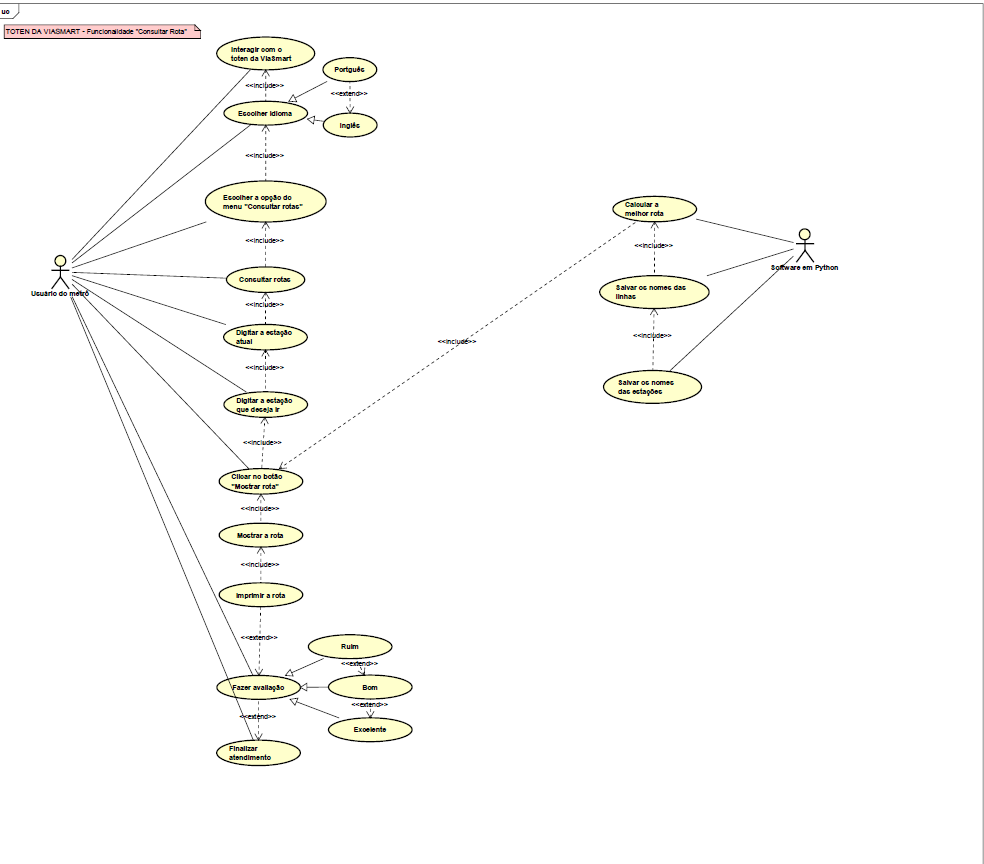 uc
TOTEN DA VIASMART - Funcionalidade "Consultar Rota"
Interagir com o
toten da ViaSmart
Portguês
<<include>>
<<extend>>
Escolher idioma
Inglês
<<include>>
Escolher a opção do
menu "Consultar rotas"
Calcular a
melhor rota
<<include>>
<<include>>
Usuário do metrô
Software em Python
Consultar rotas
Salvar os nomes das
linhas
<<include>>
Digitar a estação
atual
<<include>>
<<include>>
<<include>>
Salvar os nomes
das estações
Digitar a estação
que deseja ir
<<include>>
Clicar no botão
"Mostrar rota"
<<include>>
Mostrar a rota
<<include>>
Imprimir a rota
<<extend>>
Ruim
<<extend>>
Fazer avaliação
Bom
<<extend>>
<<extend>>
Excelente
Finalizar
atendimento